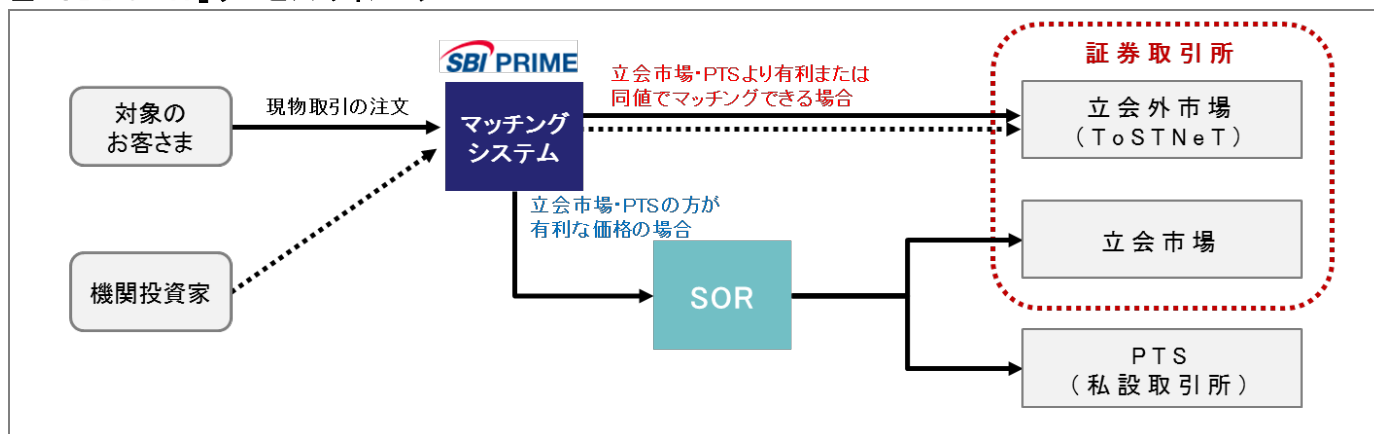 SBI PRIME
証券取引所
立会市場・PTSより有利または
同値でマッチングできる場合
対象の
お客さま
現物取引の注文
マッチング
システム
立会外市場
(ToSTNeT)
立会市場・PTSの方が
有利な価格の場合
機関投資家
SOR
立会市場
PTS
(私設取引所)